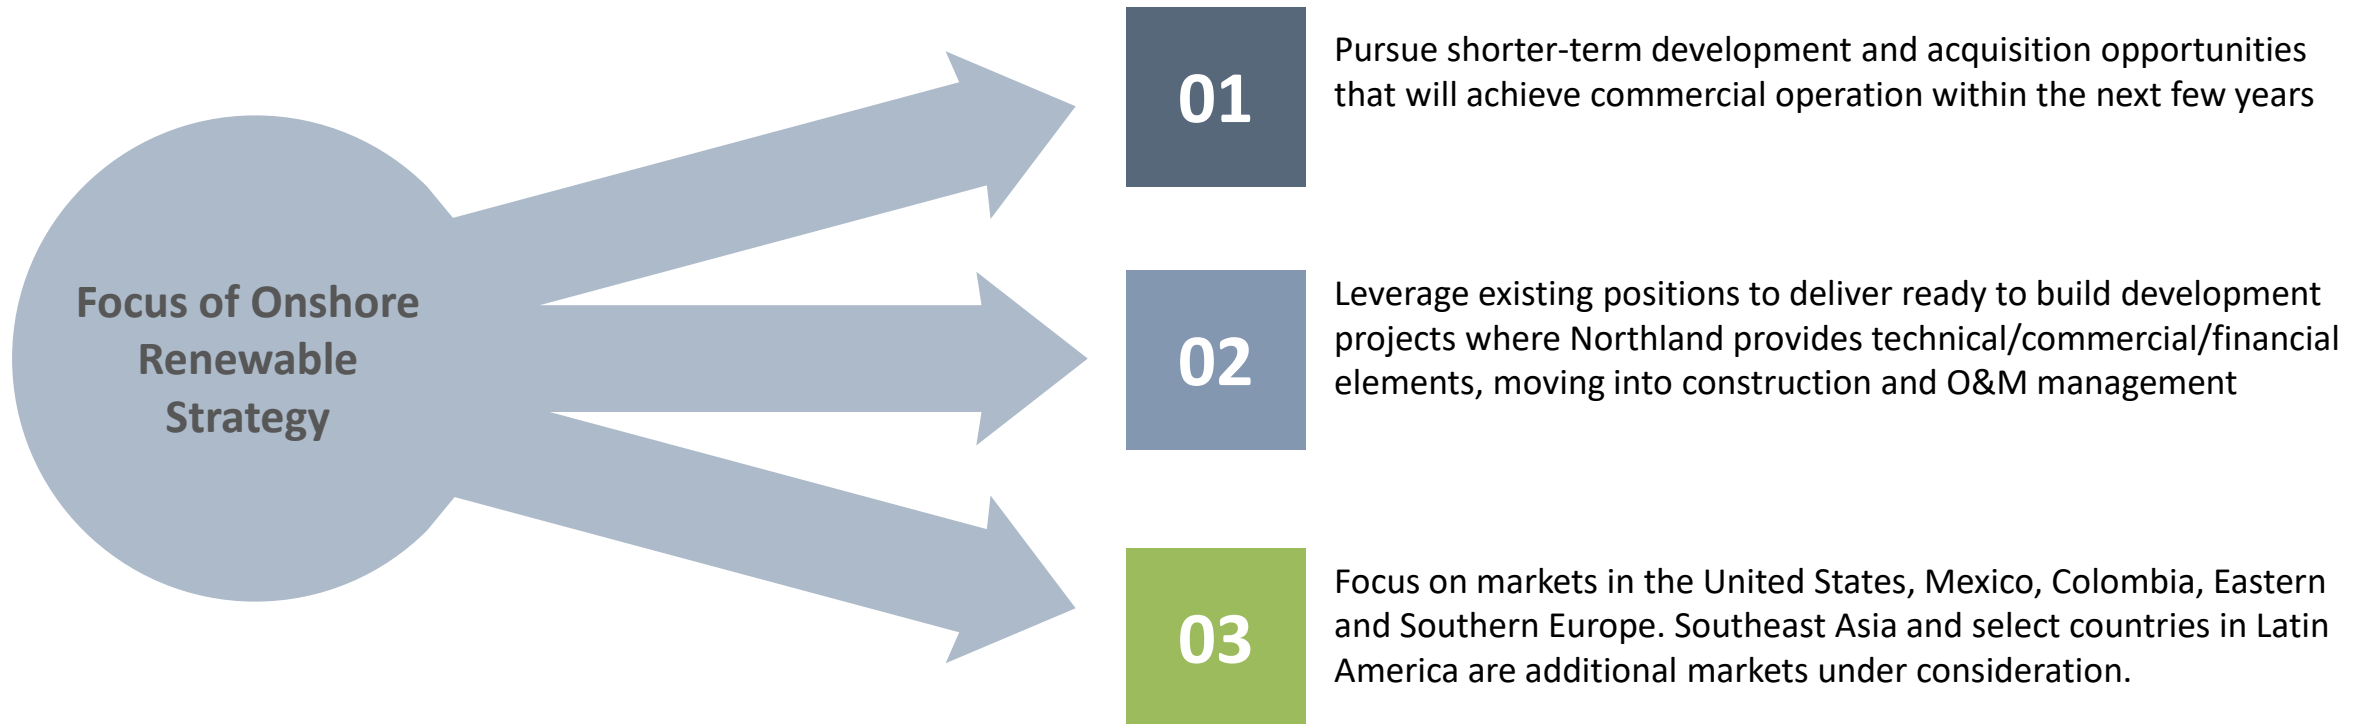 Focus of Onshore
Renewable
Strategy
01
Pursue shorter-term development and acquisition opportunities
that will achieve commercial operation within the next few years
02
Leverage existing positions to deliver ready to build development
projects where Northland provides technical/commercial/financial
elements, moving into construction and O&M management
03
Focus on markets in the United States, Mexico, Colombia, Eastern
and Southern Europe. Southeast Asia and select countries in Latin
America are additional markets under consideration.